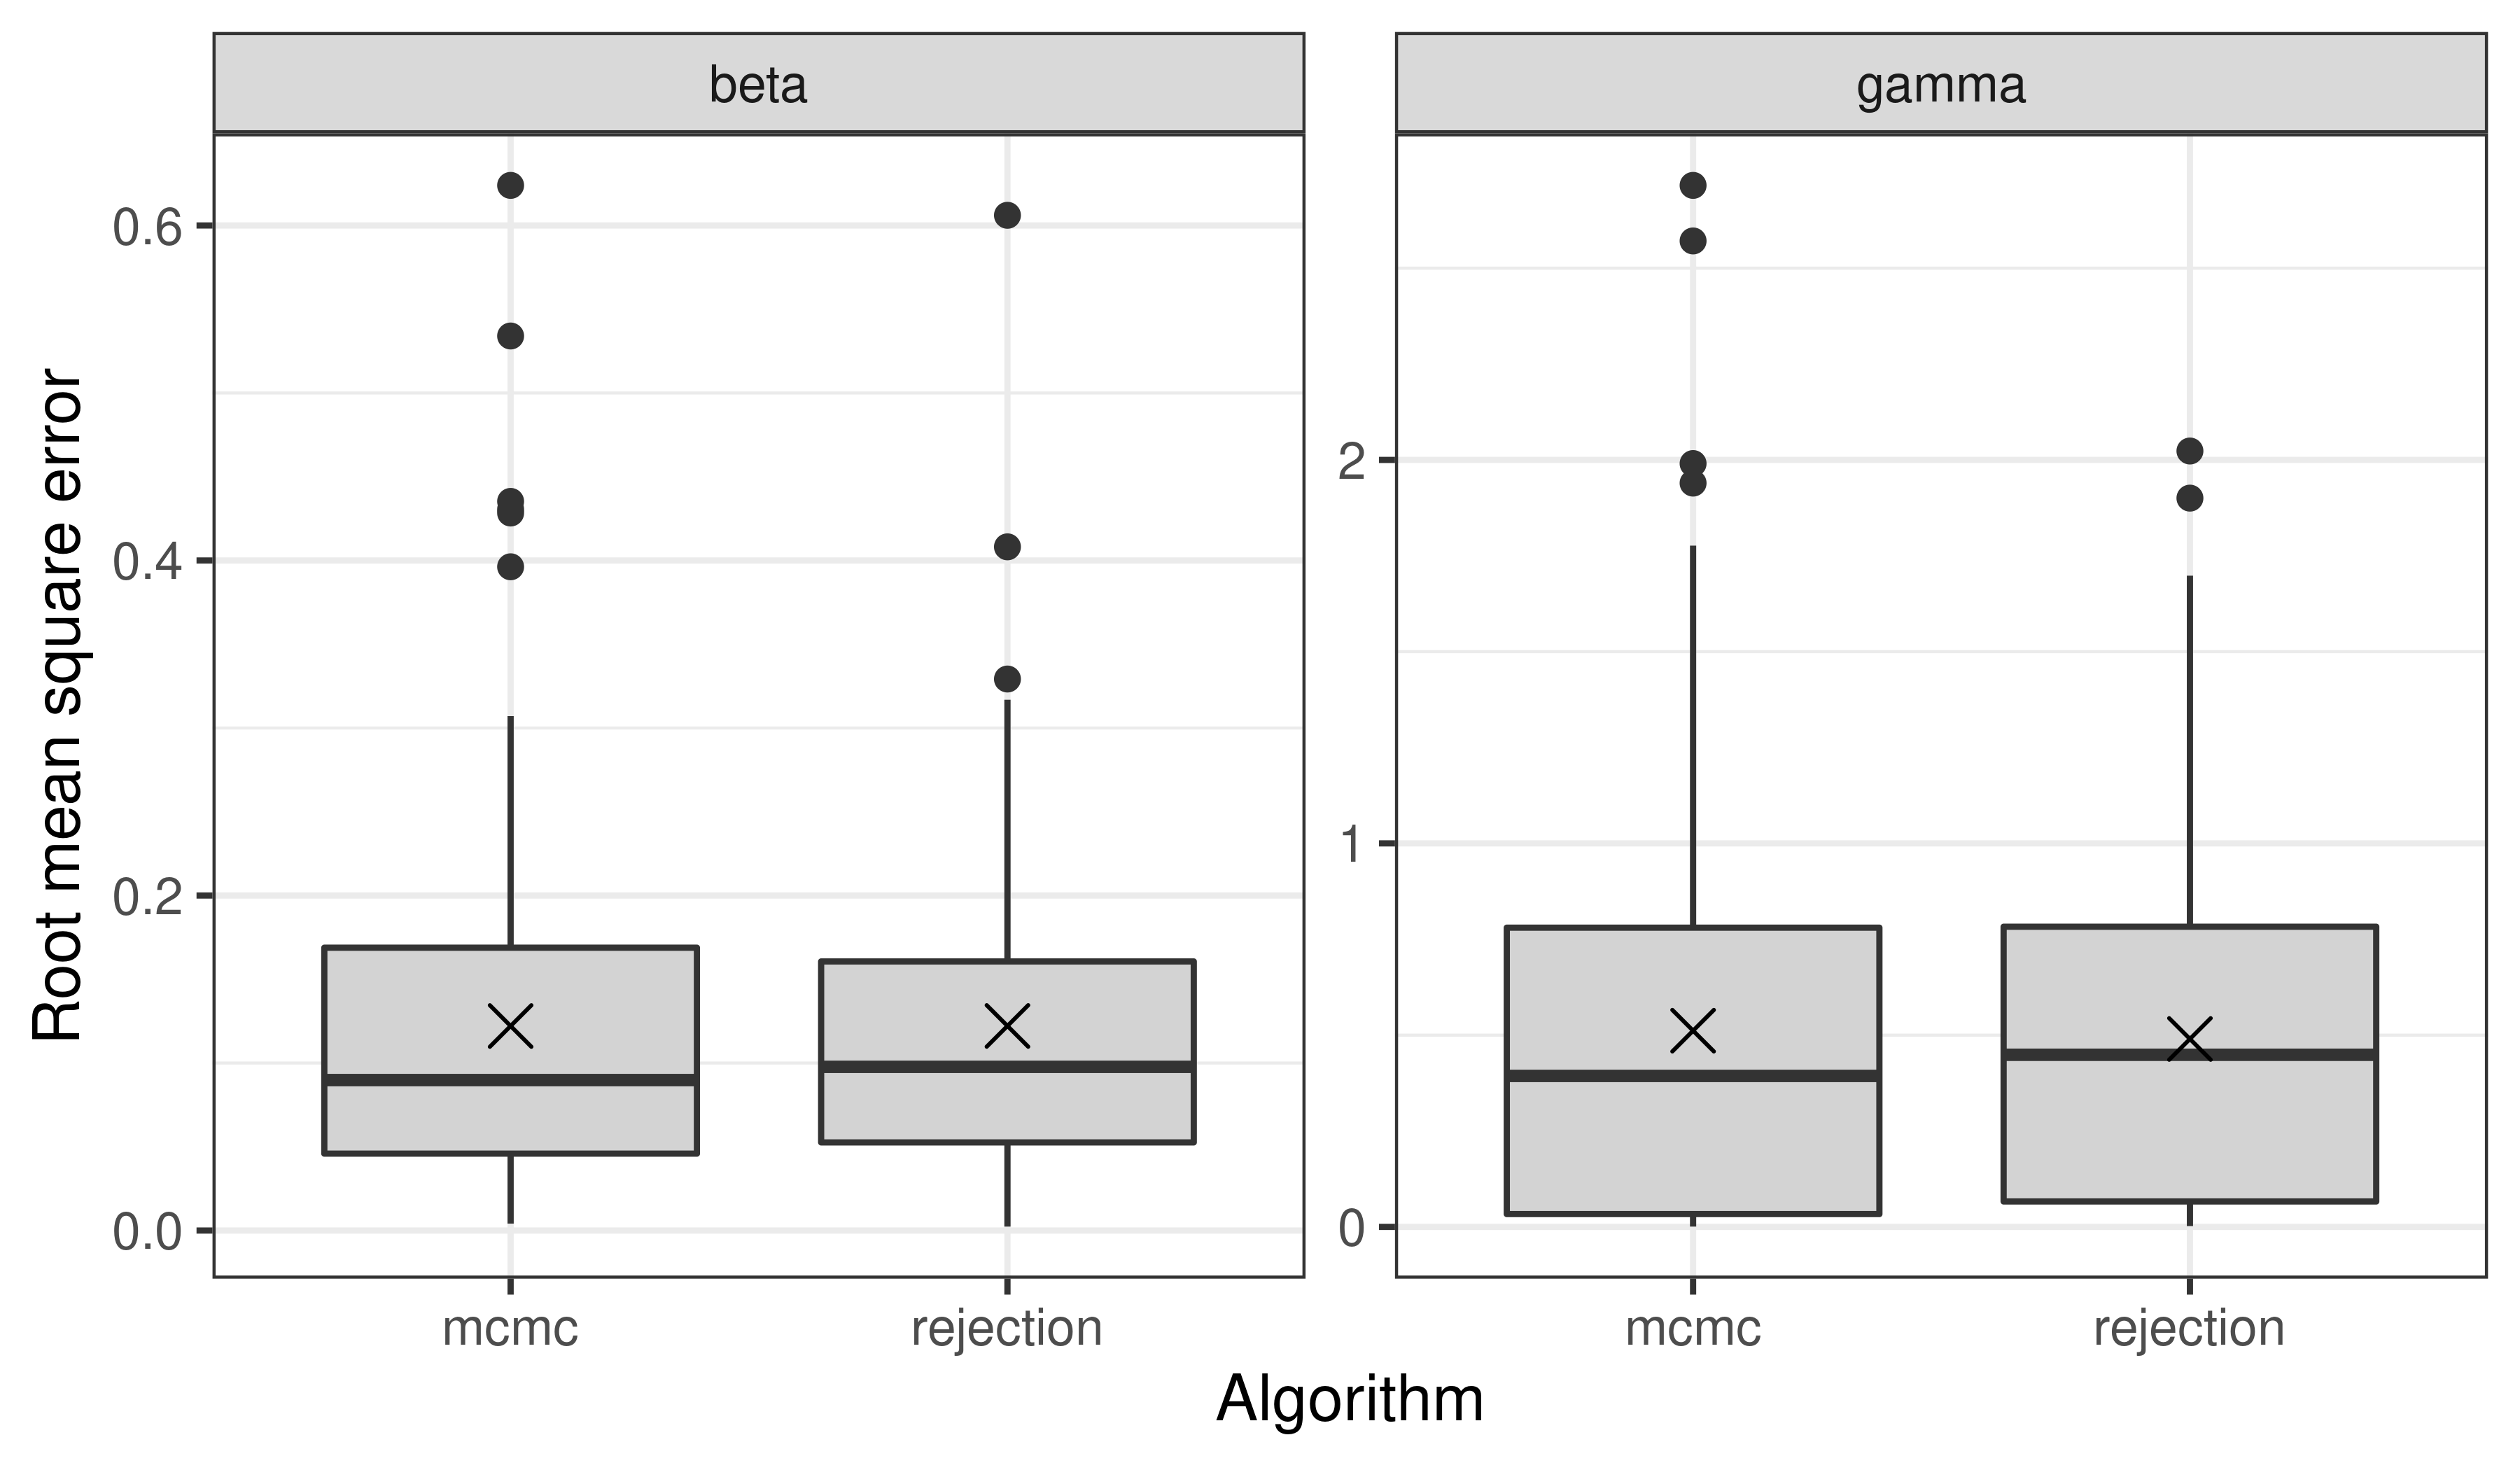 beta
gamma
Root mean square error
0.6
0.4
0.2
0.0
2
1
0
mcmc
rejection
mcmc
rejection
Algorithm